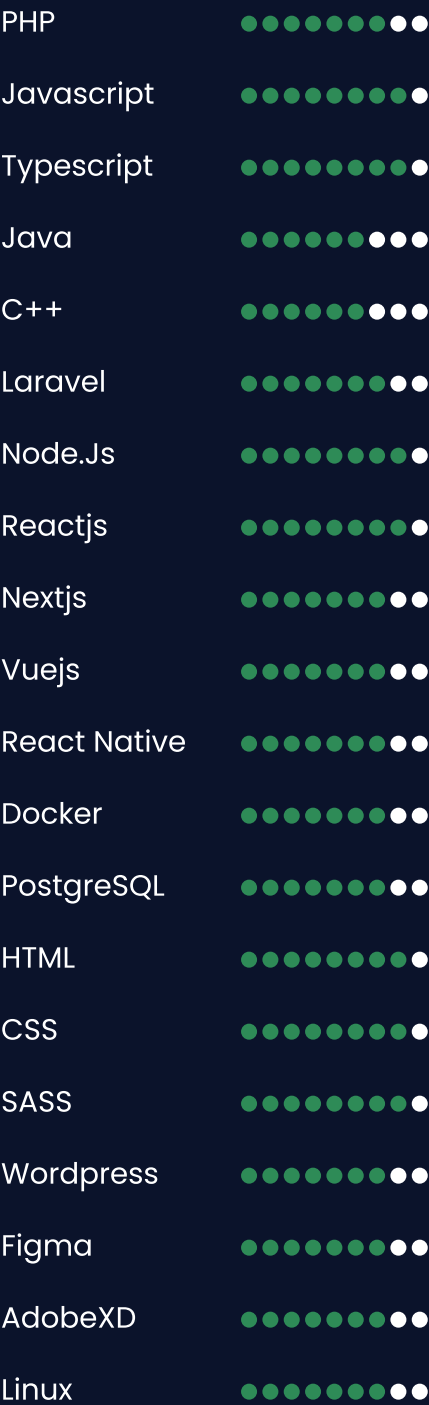 PHP
Javascript
Typescript
Java
C++
Laravel
Node.Js
Reactjs
Nextjs
Vuejs
React Native
Docker
PostgreSQL
HTML
CSS
SASS
Wordpress
Figma
AdobeXD
Linux